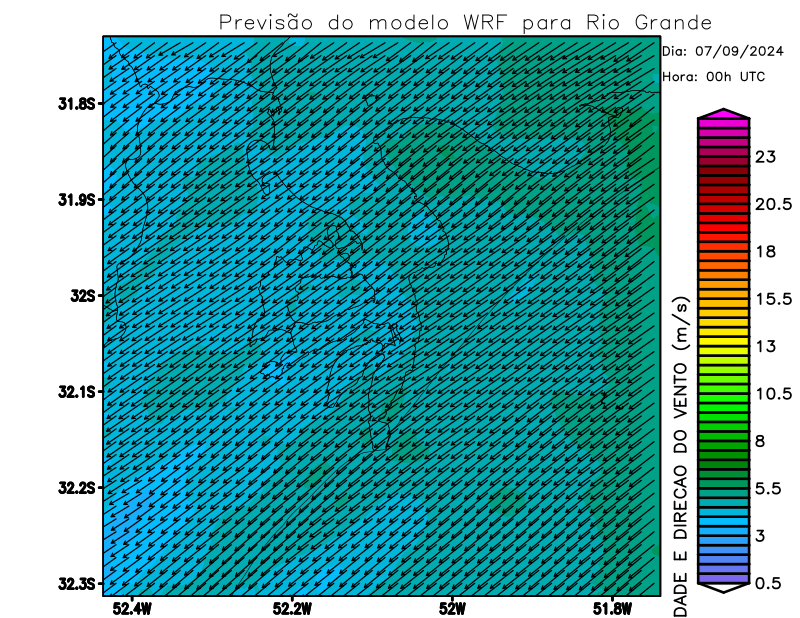 Previsão do modelo WRF para Rio Grande
Dia: 07/09/2024
Hora: 00h UTC
31.8S
31.9S
32S
32.1S
32.2S
32.3S
52.4W
52.2W
52W
51.8W
23
20.5
18
15.5
13
10.5
8
5.5
3
0.5
DADE E DIRECAO DO VENTO (m/s)